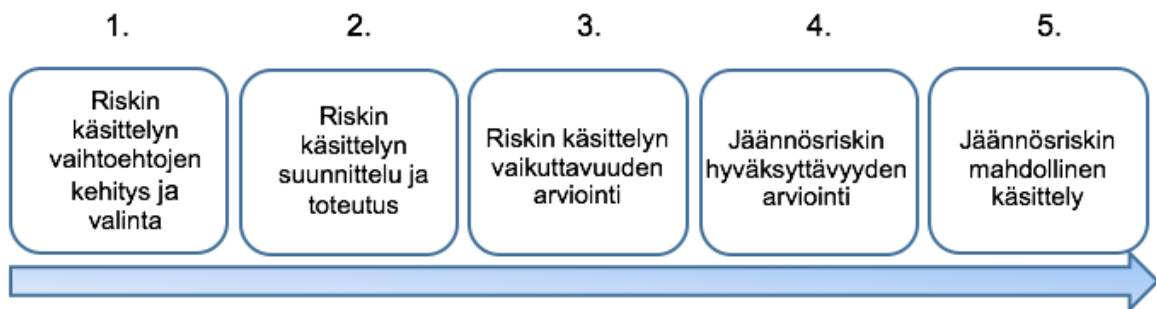 1.
2.
3.
4.
5.
Riskin
käsittelyn
vaihtoehtojen
kehitys ja
valinta
Riskin
käsittelyn
suunnittelu ja
toteutus
Riskin käsittelyn
vaikuttavuuden
arviointi
Jäännösriskin
hyväksyttävyyden
arviointi
Jäännösriskin
mahdollinen
käsittely